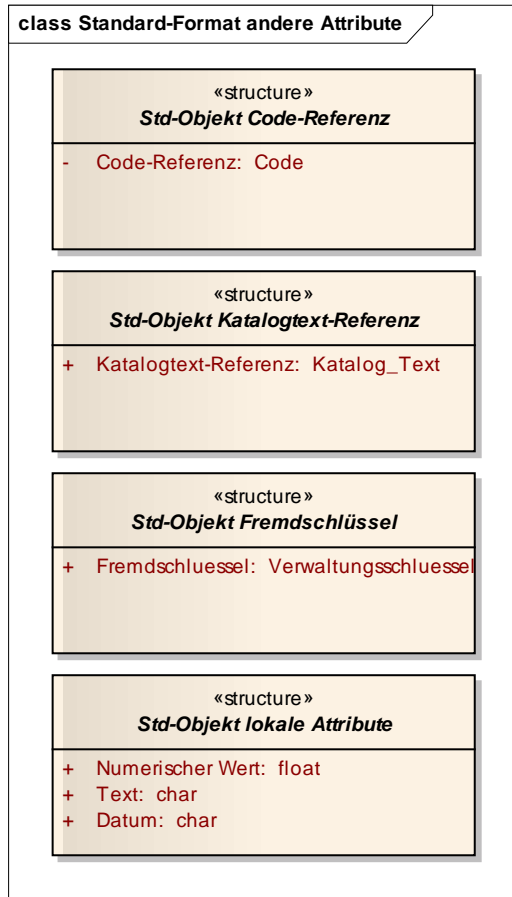 class Standard-Format andere Attribute
«structure»
Std-Objekt Code-Referenz
- Code-Referenz: Code
«structure»
Std-Objekt Katalogtext-Referenz
+ Katalogtext-Referenz: Katalog_Text
«structure»
Std-Objekt Fremdschlüssel
+ Fremdschluessel: Verwaltungsschluessel
«structure»
Std-Objekt lokale Attribute
+ Numerischer Wert: float
+ Text: char
+ Datum: char